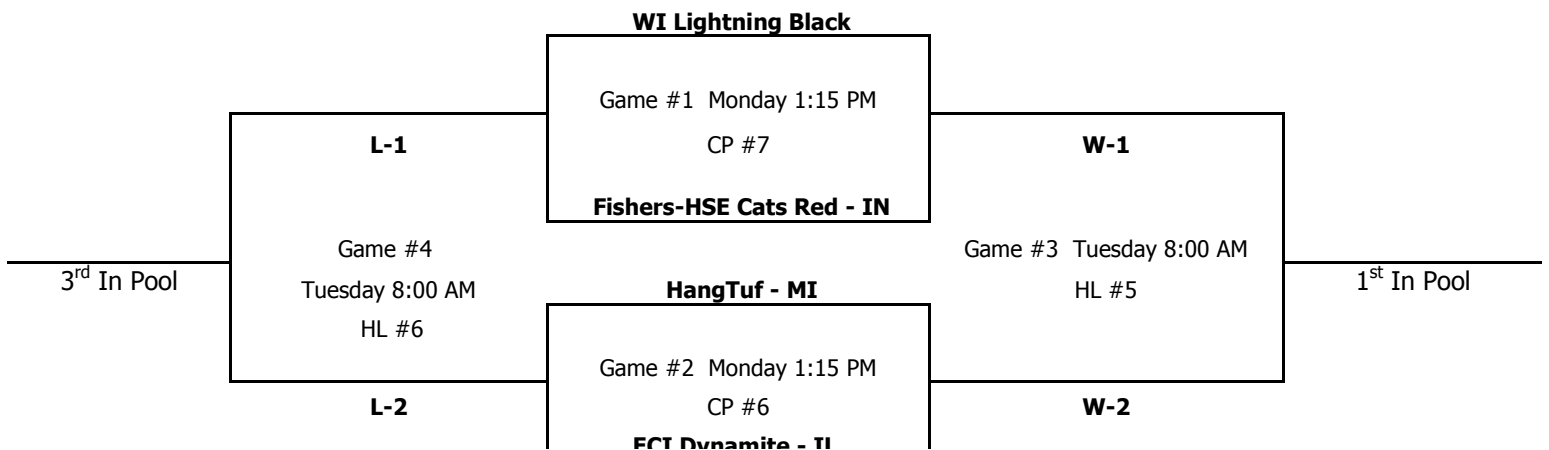 WI Lightning Black
Game #1 Monday 1:15 PM
L-1
CP #7
W-1
Fishers-HSE Cats Red - IN
Game #4
Game #3 Tuesday 8:00 AM
3rd In Pool
Tuesday 8:00 AM
HangTuf - MI
HL #5
1st In Pool
HL #6
Game #2 Monday 1:15 PM
L-2
CP #6
W-2
Dynamite - IL